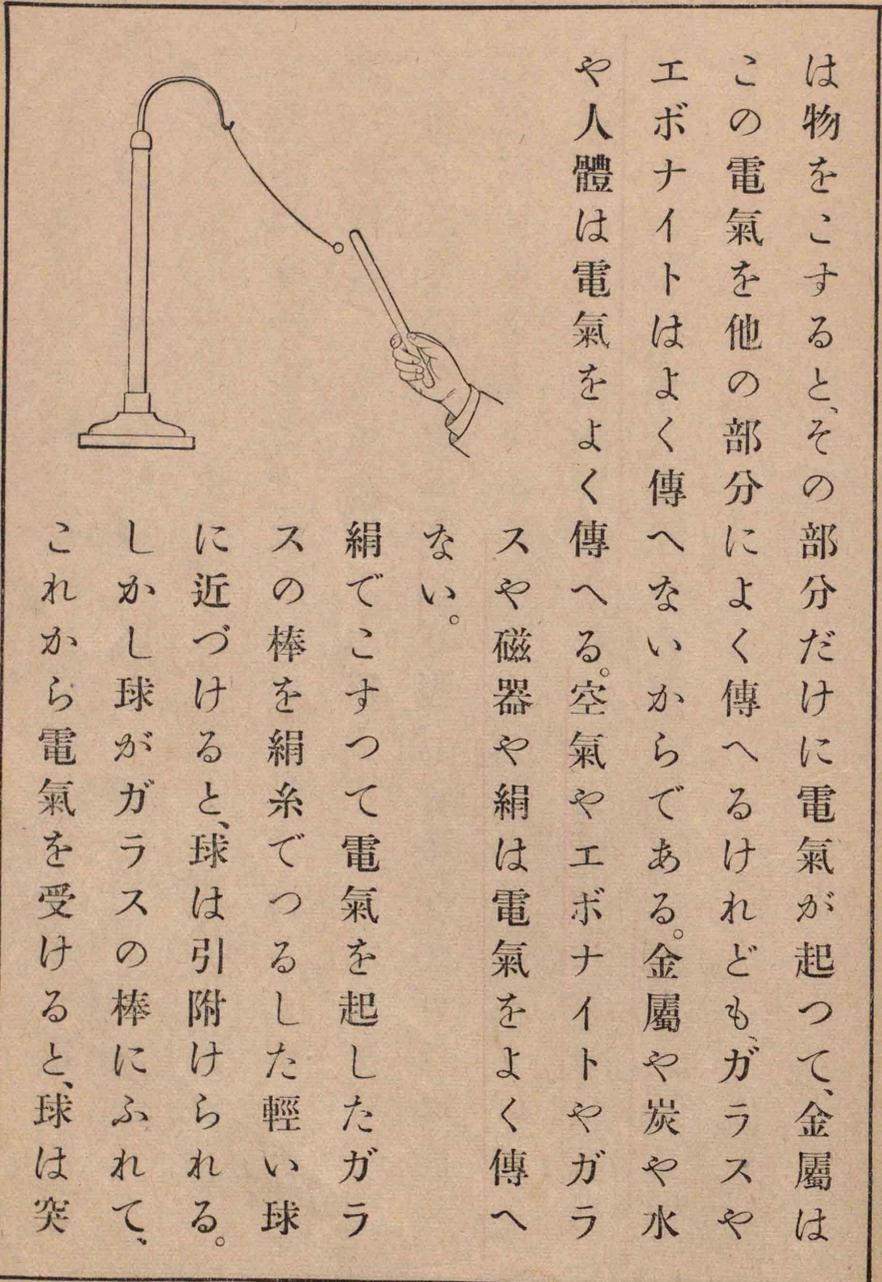 は物をこすると、その部分だけに電氣が起つて、金屬は
この電氣を他の部分によく傳へるけれども、ガラスや
エボナイトはよく傳へないからである。金屬や炭や水
や人體は電氣をよく傳へる。空氣やエボナイトやガラ
スや磁器や絹は電氣をよく傳へ
ない。
絹でこすつて電氣を起したガラ
スの棒を絹糸でつるした輕い球
に近づけると、球は引附けられる。
しかし球がガラスの棒にふれて、
これから電氣を受けると、球は突